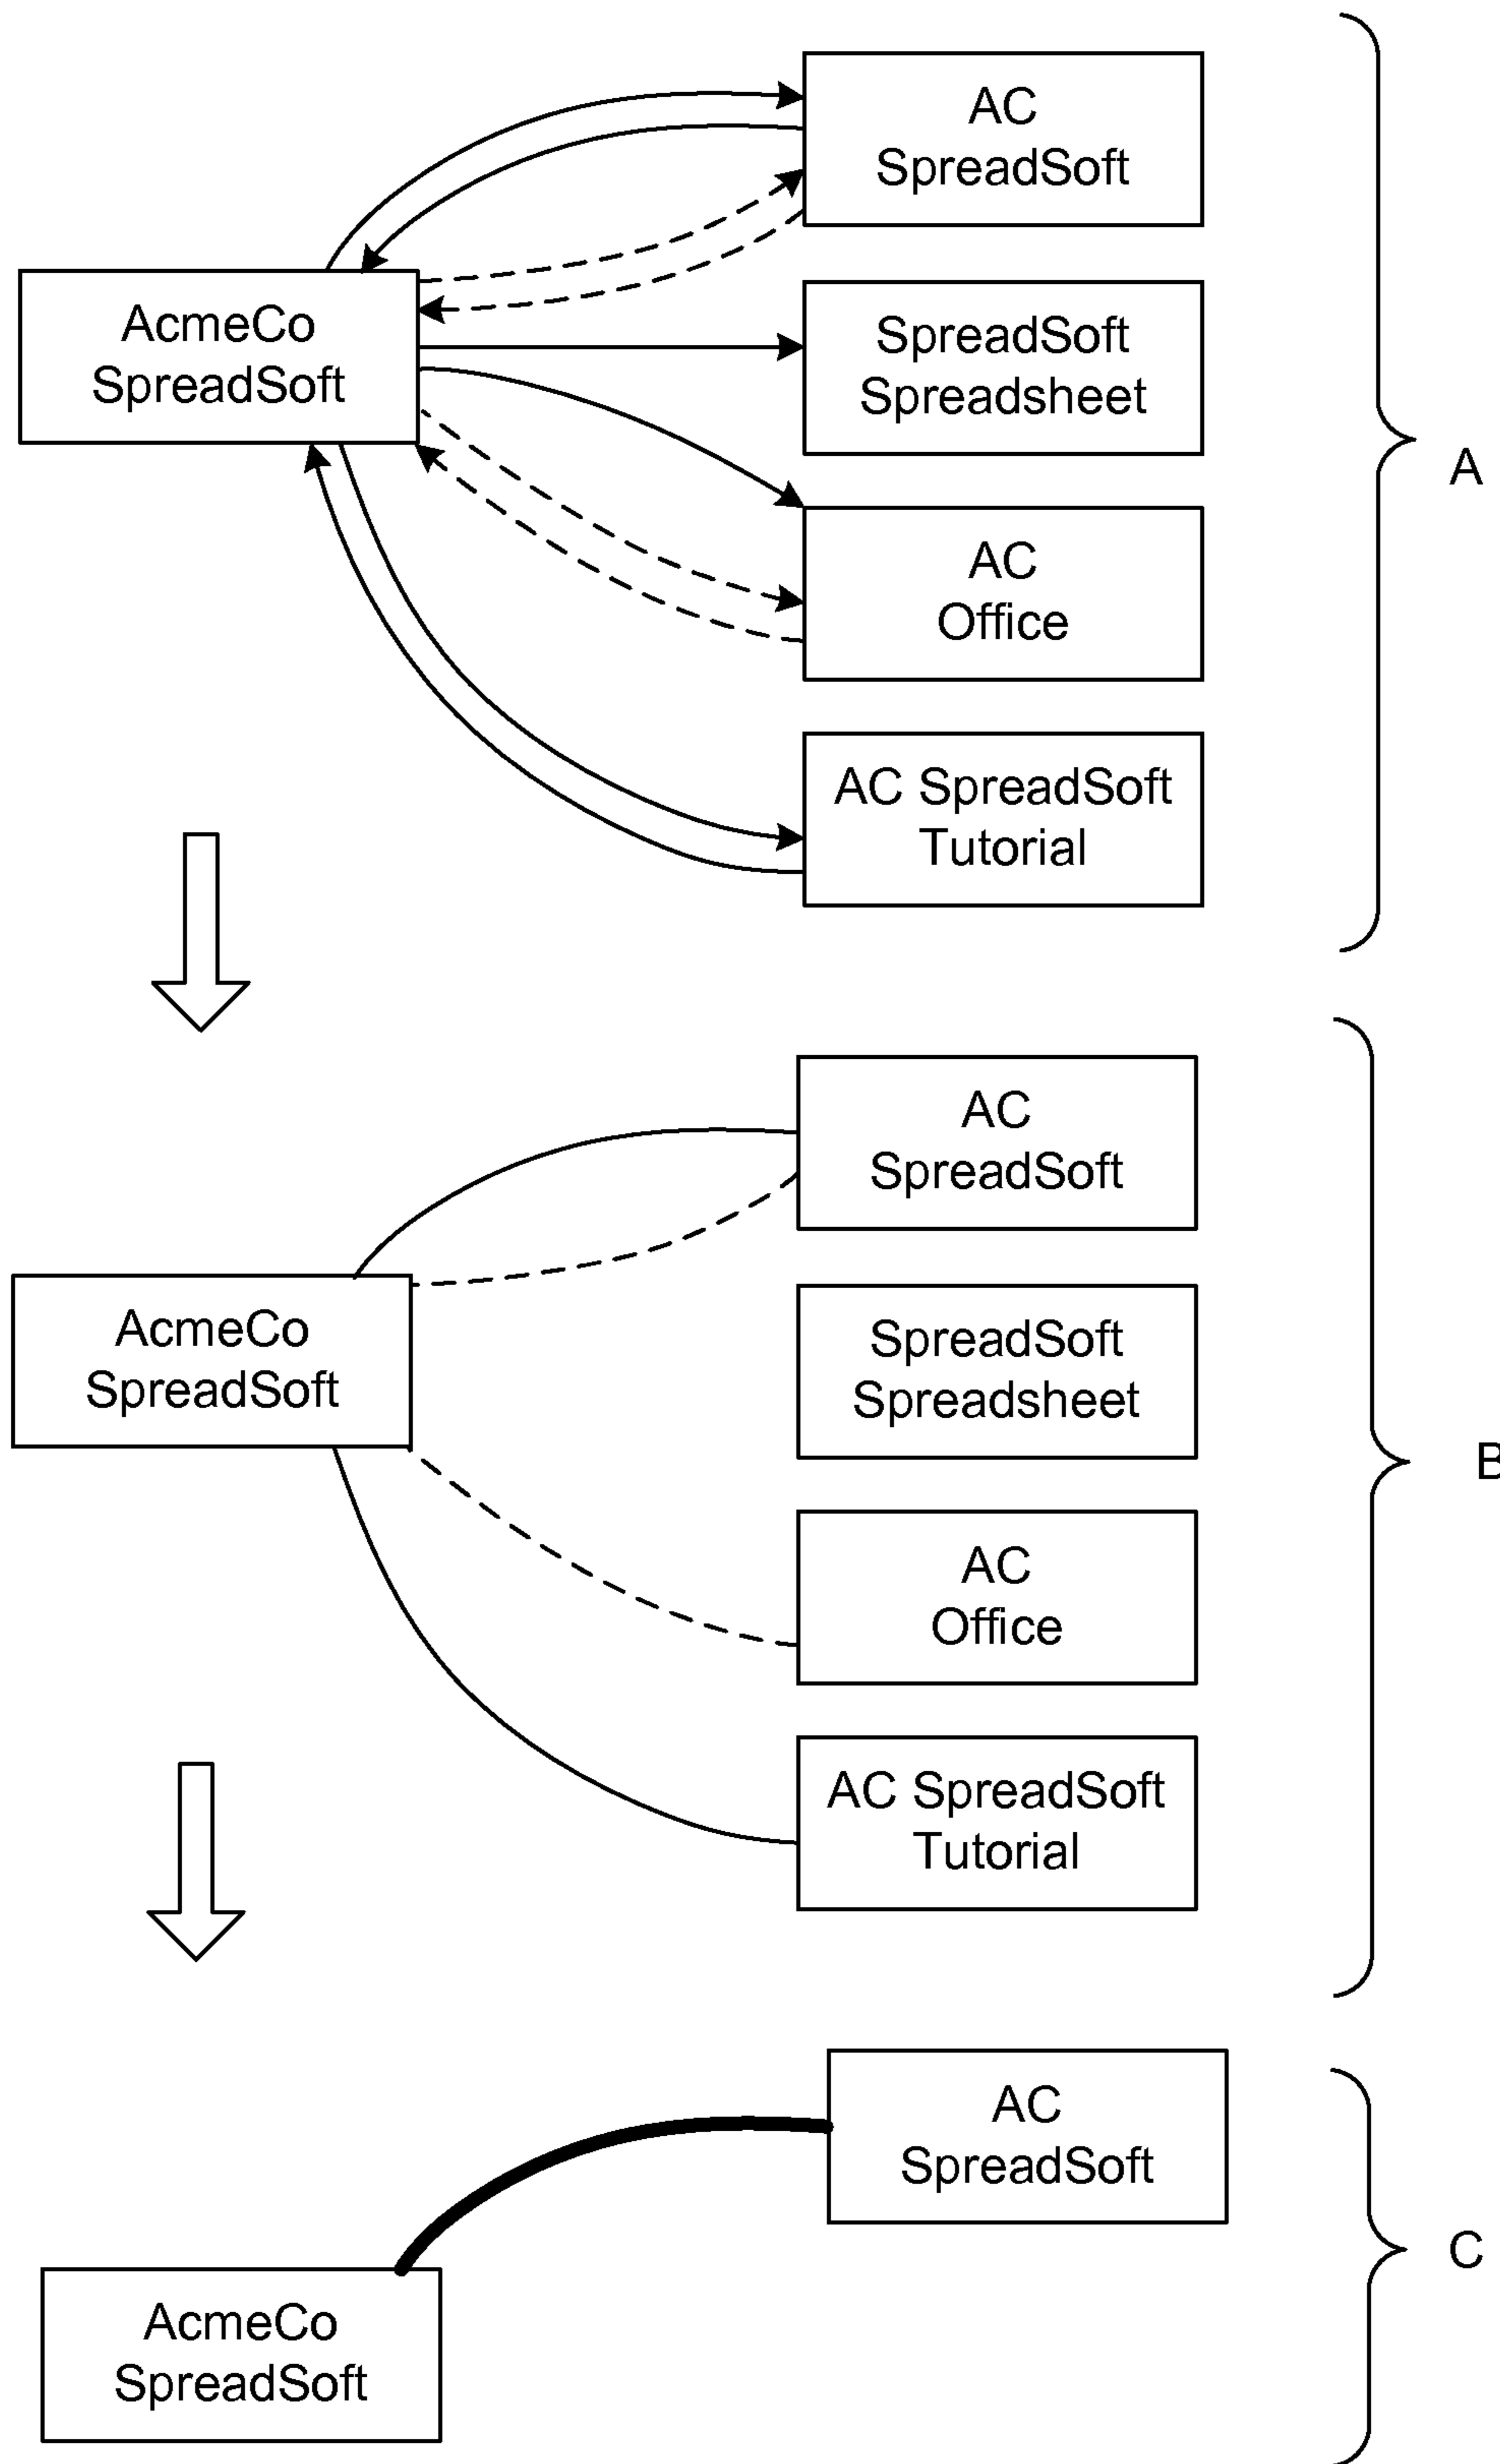 AC
SpreadSoft
AcmeCo
SpreadSoft
SpreadSoft
Spreadsheet
A
AC
Office
AC SpreadSoft
Tutorial
AC
SpreadSoft
AcmeCo
SpreadSoft
SpreadSoft
Spreadsheet
B
AC
Office
AC SpreadSoft
Tutorial
AC
SpreadSoft
C
AcmeCo
SpreadSoft